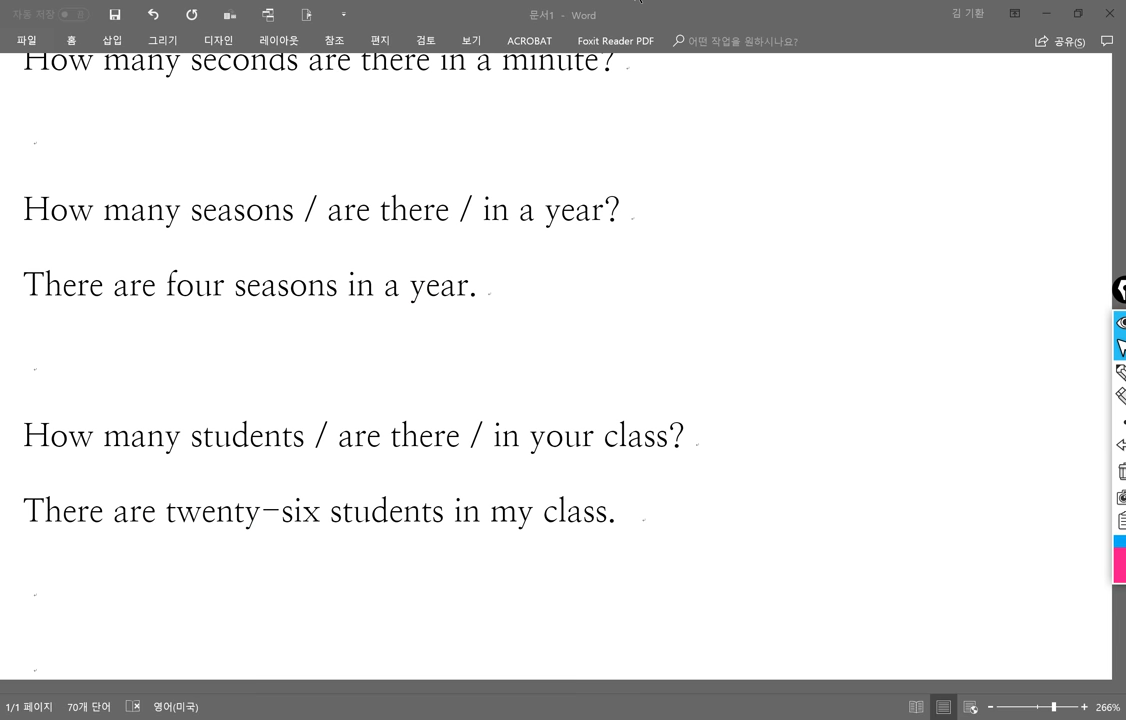 자동 저장
문서1 - Word
김 기환
파일 홈 삽입 그리기 디자인 레이아웃 참조 편지 검토 보기 ACROBAT Foxit Reader PDF 어떤 작업을 원하시나요? 공유(S)
How many seconds are there in a minute?
How many seasons / are there / in a year?
There are four seasons in a year.
How many students / are there / in your class?
There are twenty-six students in my class.
1/1 페이지 70개 단어 영어(미국) 266%